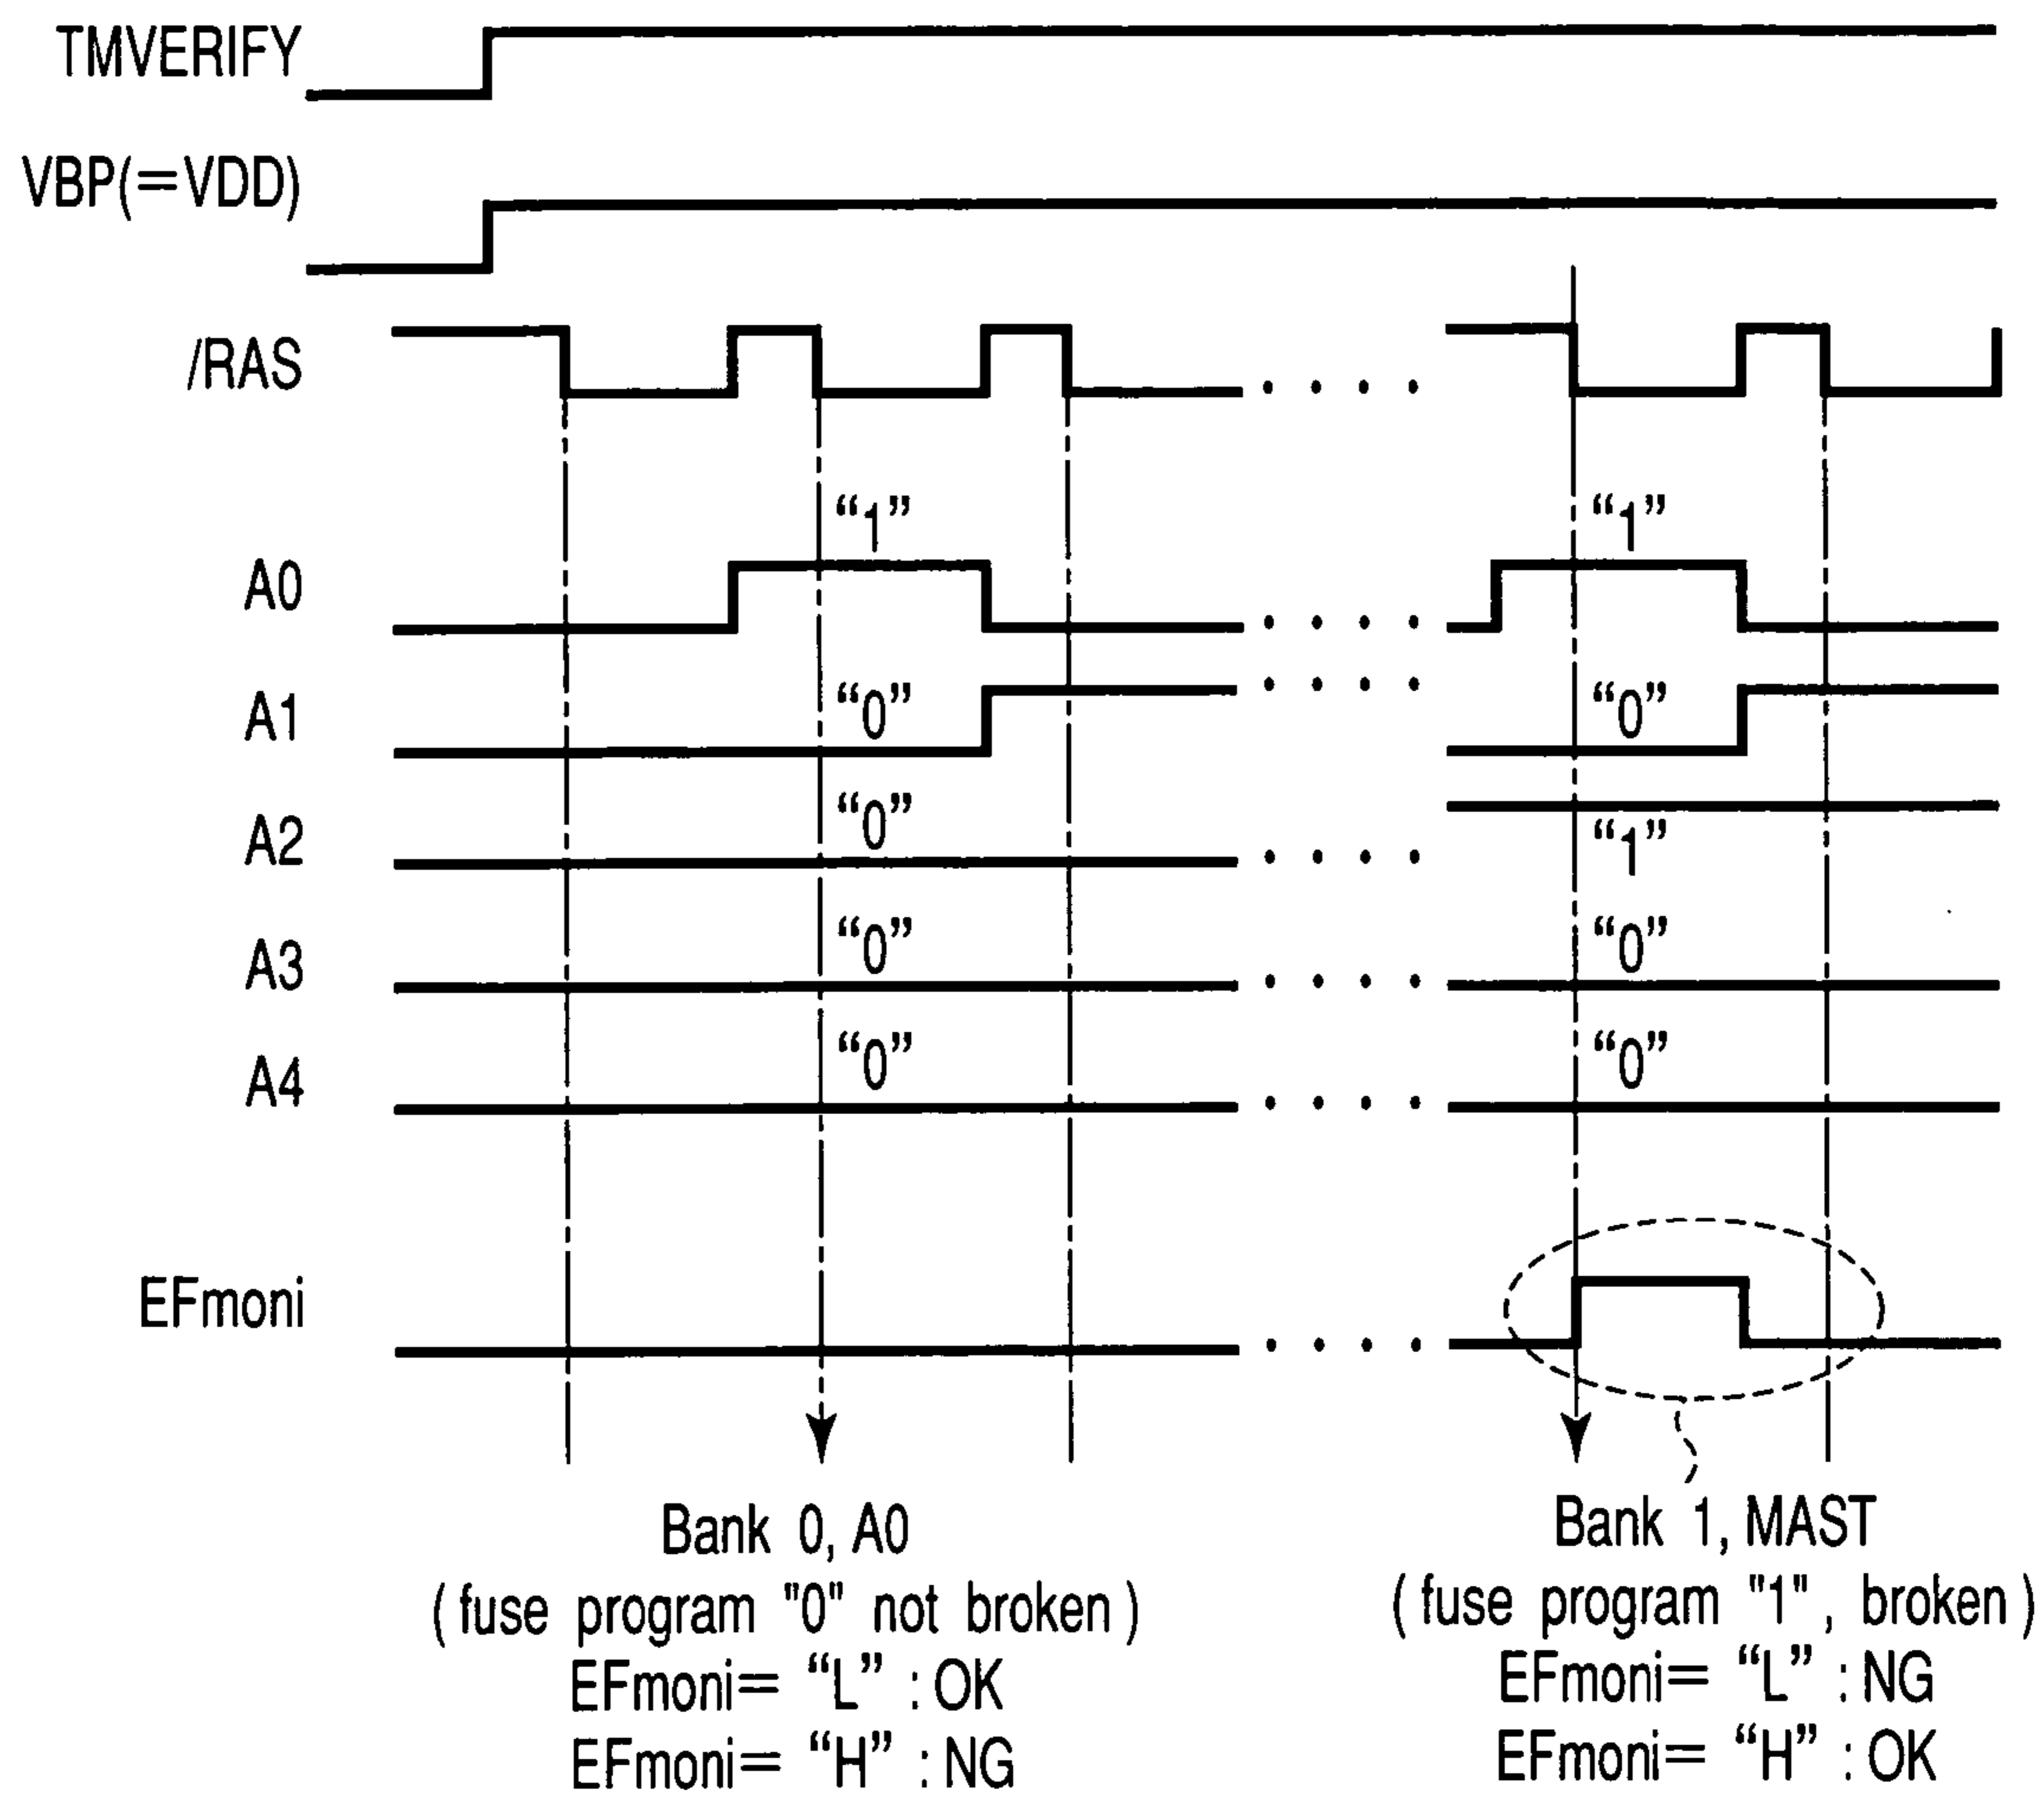 TMVERIFY
VBP(=VDD)
/RAS
“1” “1”
A0
A1 “0” “0”
A2 “0” “1”
A3 “0” “0”
A4 “0” “0”
EFmoni
Bank 0, A0
(fuse program "0" not broken)
EFmoni= “L” : OK
EFmoni= “H” : NG
Bank 1, MAST
(fuse program "1", broken)
EFmoni= “L” : NG
EFmoni= “H” : OK